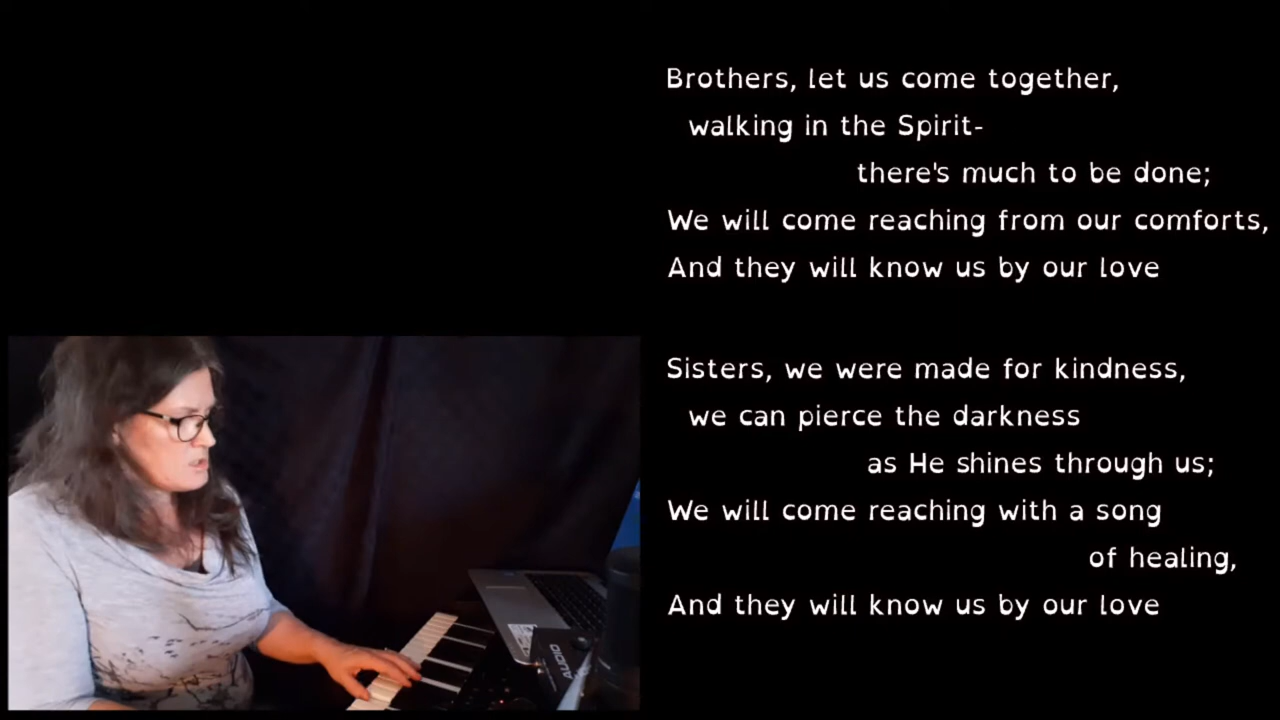 Brothers, let us come together,
walking in the Spirit-
there's much to be done;
We will come reaching from our comforts,
And they will know us by our love
Sisters, we were made for kindness,
we can pierce the darkness
as He shines through us;
We will come reaching with a song
of healing,
And they will know us by our love
AUDIO